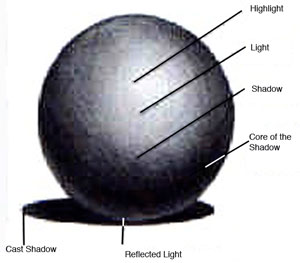 Highlight
Light
Shadow
Core of the
Shadow
Cast Shadow
Reflected Light